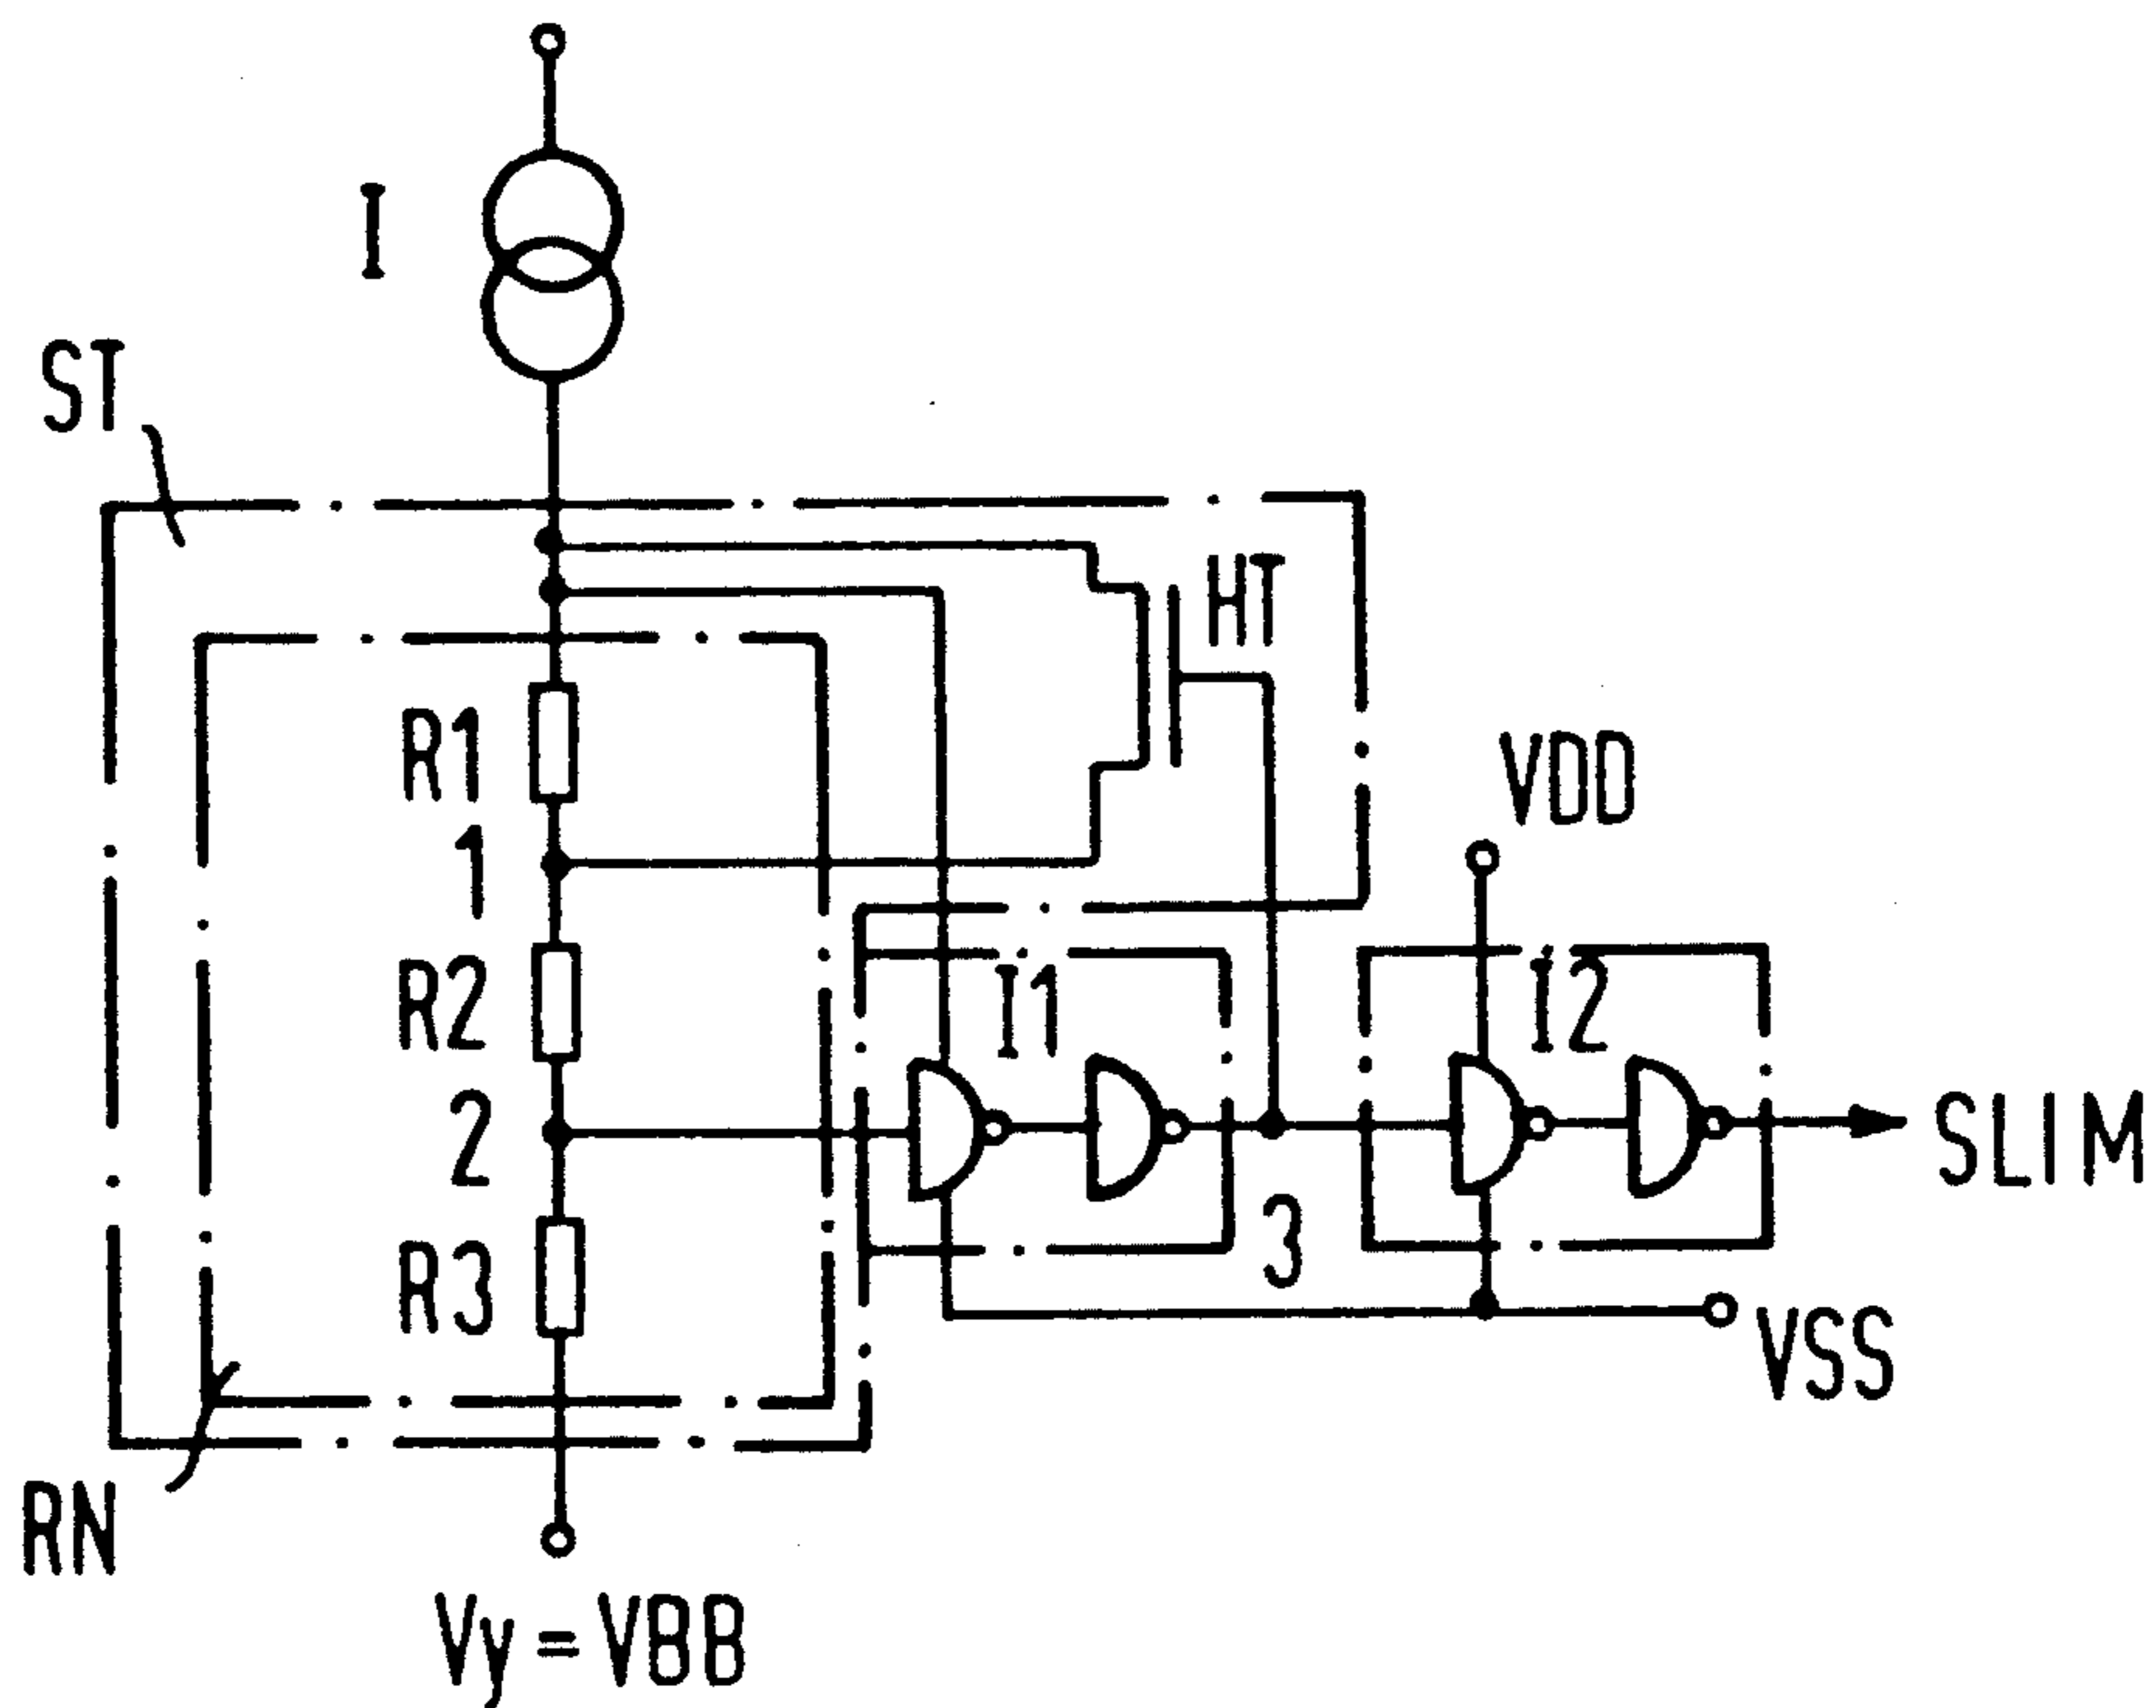 I
ST
HT
R1
VDD
1
R2
I1
I2
2
SLIM
3
R3
VSS
RN
Vy = VBB